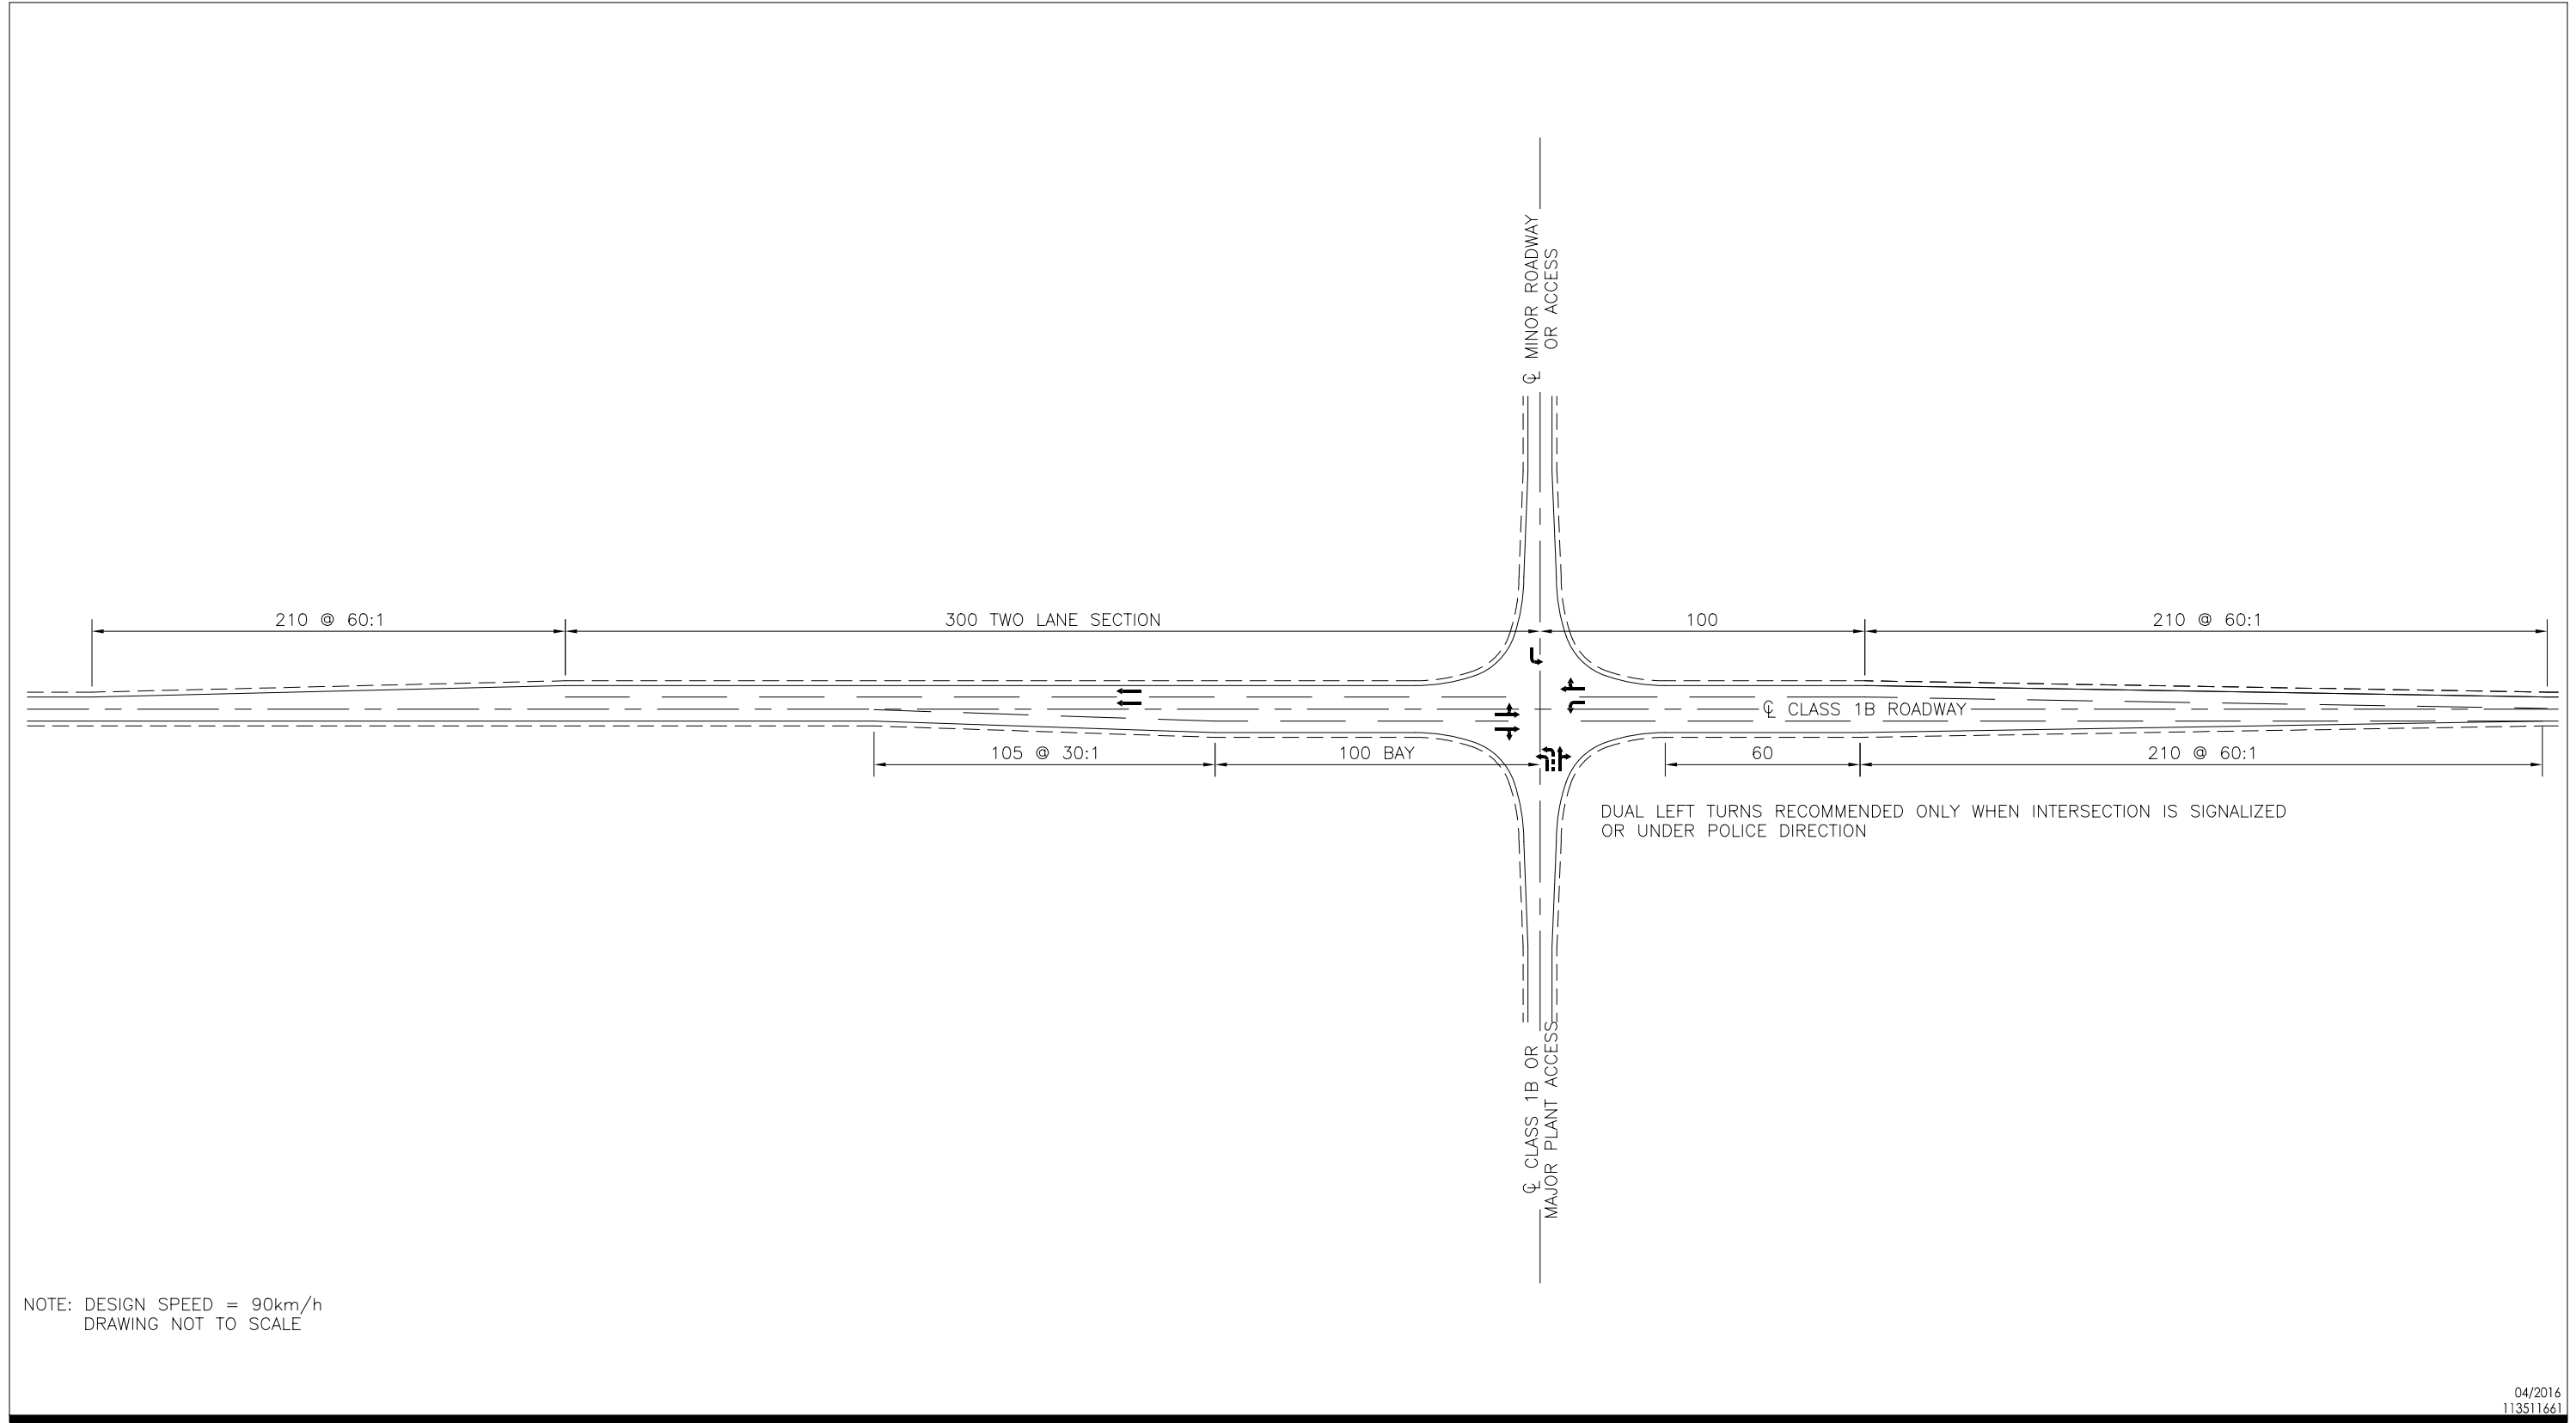 ℄ MINOR ROADWAY
OR ACCESS
210 @ 60:1
300 TWO LANE SECTION
100
210 @ 60:1
℄ CLASS 1B ROADWAY
105 @ 30:1
100 BAY
60
210 @ 60:1
DUAL LEFT TURNS RECOMMENDED ONLY WHEN INTERSECTION IS SIGNALIZED
OR UNDER POLICE DIRECTION
℄ CLASS 1B OR
MAJOR PLANT ACCESS
NOTE: DESIGN SPEED = 90km/h
DRAWING NOT TO SCALE
04/2016
113511661